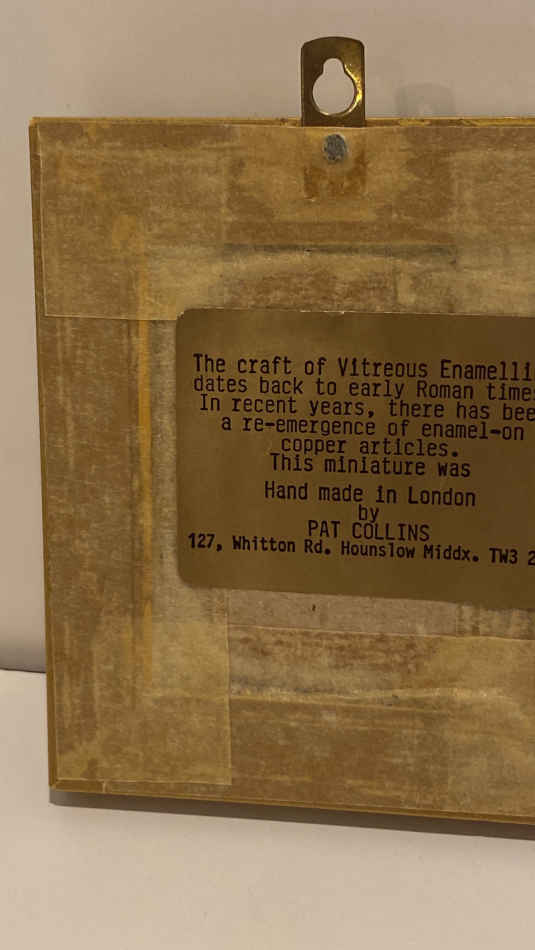 The craft of Vitreous Enamelli
dates back to early Roman times
In recent years, there has bee
a re-emergence of enamel-on
copper articles.
This miniature was
Hand made in London
by
PAT COLLINS
127, Whitton Rd. Hounslow Middx. TW3 2